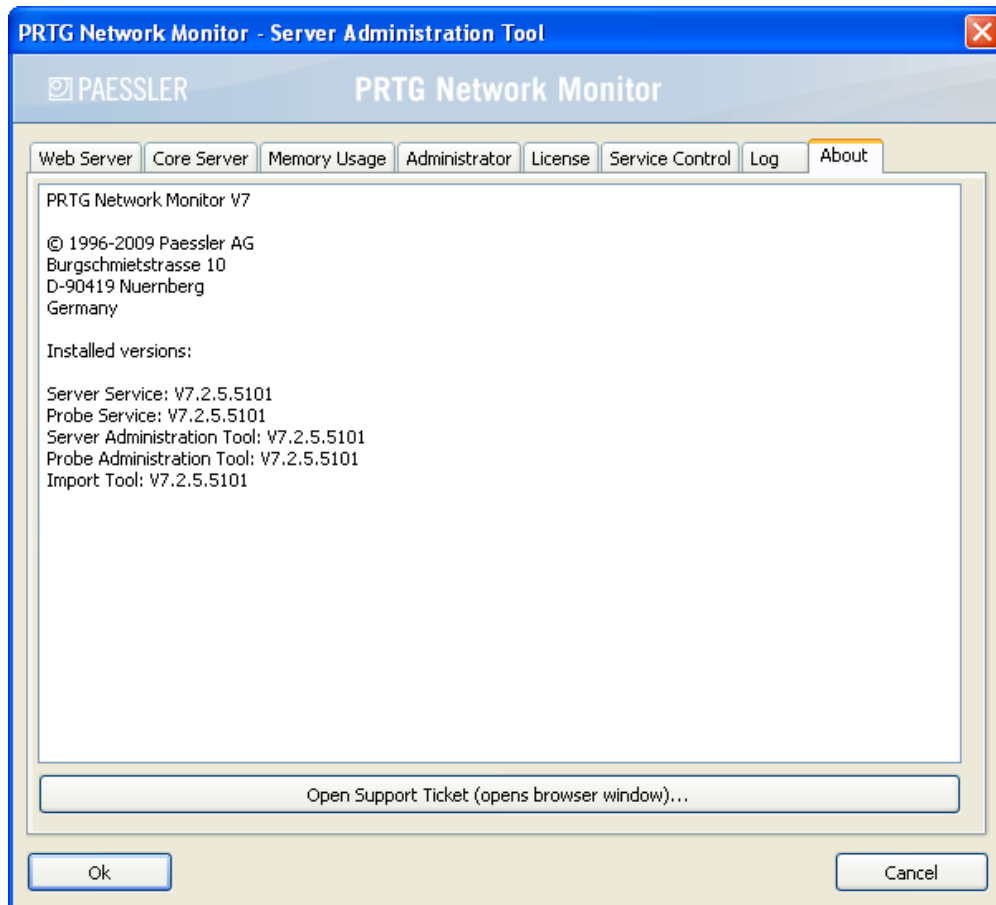 PRTG Network Monitor - Server Administration Tool
PAESSLER
PRTG Network Monitor
Web Server
Core Server
Memory Usage
Administrator
License
Service Control
Log
About
PRTG Network Monitor V7
© 1996-2009 Paessler AG
Burgschmietstrasse 10
D-90419 Nuernberg
Germany
Installed versions:
Server Service: V7.2.5.5101
Probe Service: V7.2.5.5101
Server Administration Tool: V7.2.5.5101
Probe Administration Tool: V7.2.5.5101
Import Tool: V7.2.5.5101
Open Support Ticket (opens browser window)...
Ok
Cancel